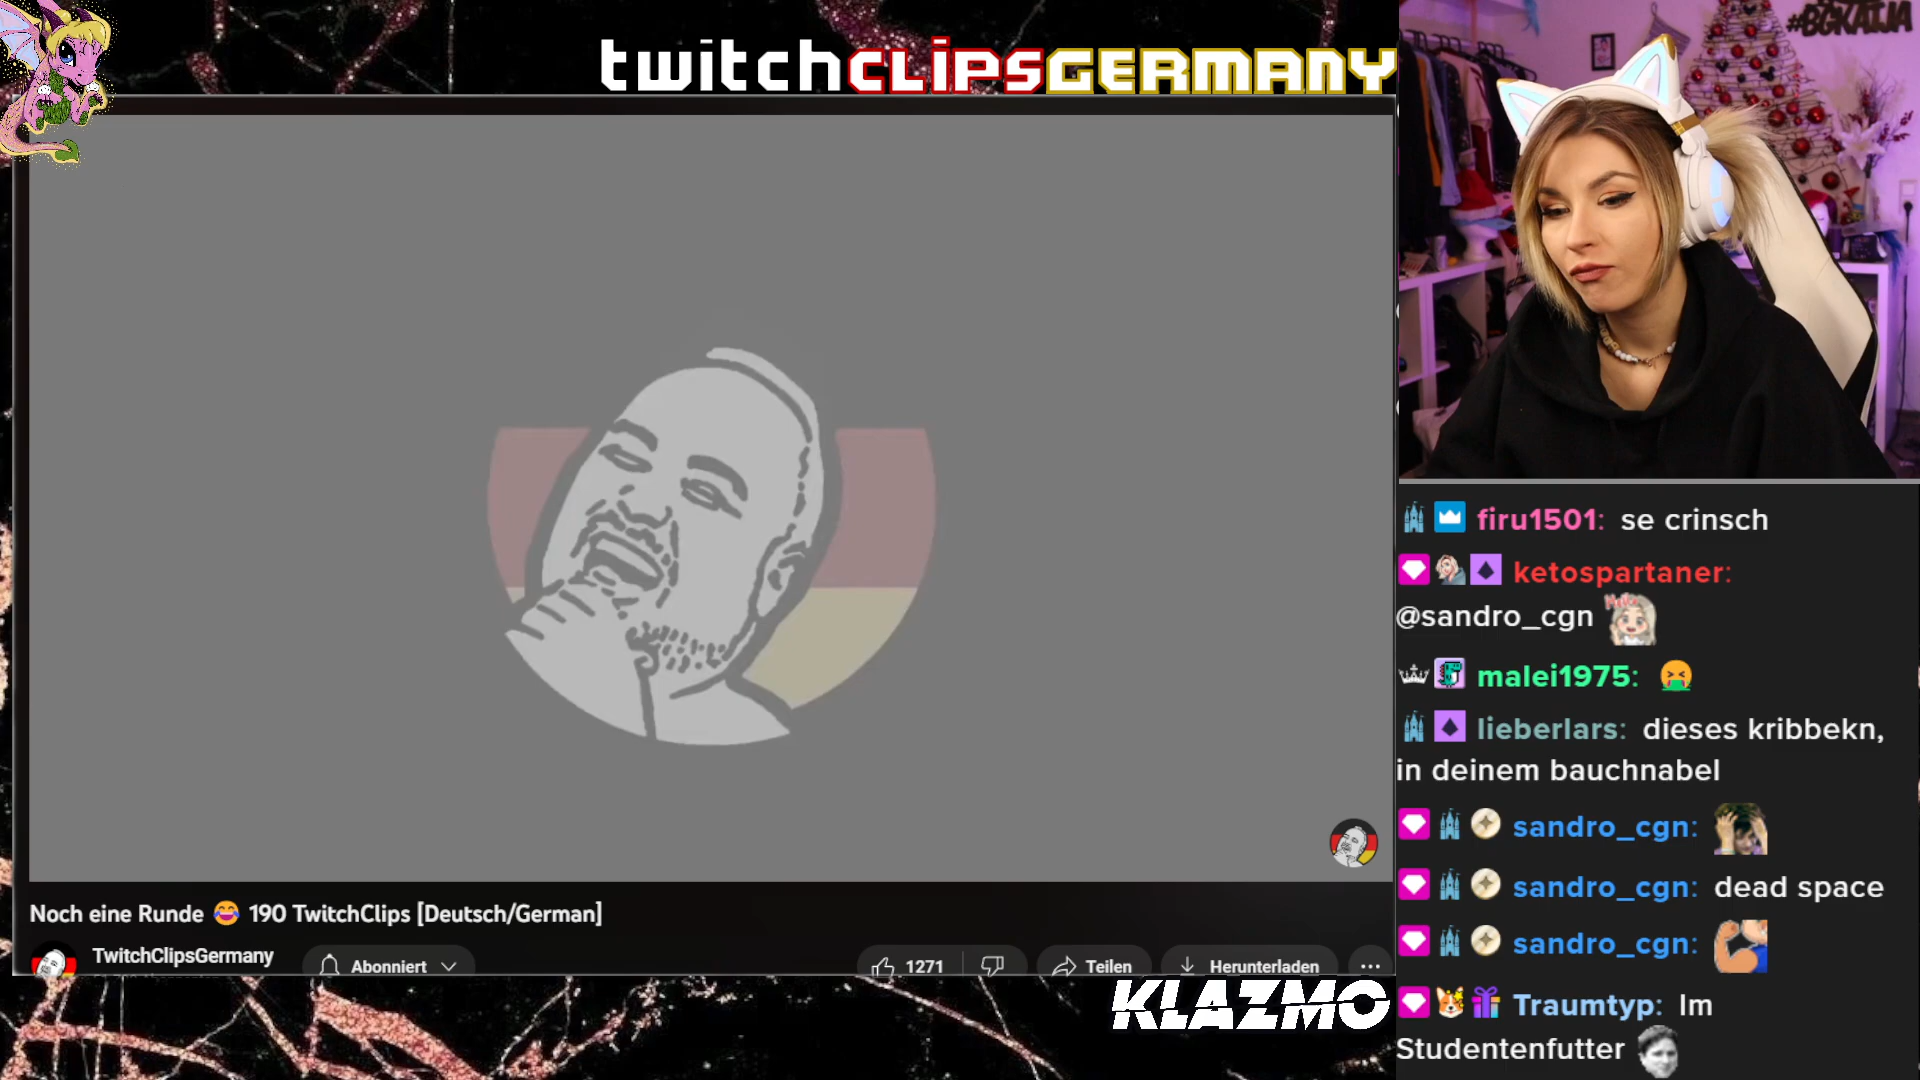 twitchCLIPSGERMANY
#BGKAIJA
Noch eine Runde 😂 190 TwitchClips [Deutsch/German]
TwitchClipsGermany
Abonniert
1271
Teilen
Herunterladen
KLAZMO
firu1501: se crinsch
ketospartaner:
@sandro_cgn
malei1975: 🤮
lieberlars: dieses kribbekn,
in deinem bauchnabel
sandro_cgn:
sandro_cgn: dead space
sandro_cgn:
Traumtyp: Im
Studentenfutter